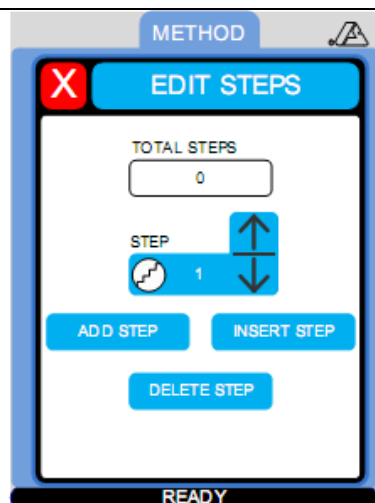 METHOD
X EDIT STEPS
TOTAL STEPS
0
STEP
1
ADD STEP INSERT STEP
DELETE STEP
READY